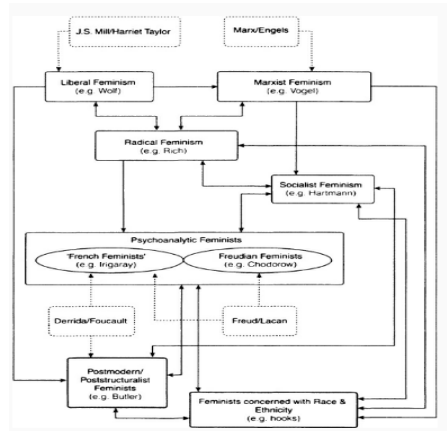 J.S. Mill/Harriet Taylor
Marx/Engels
Liberal Feminism
(e.g. Wolf)
Marxist Feminism
(e.g. Vogel)
Radical Feminism
(e.g. Rich)
Socialist Feminism
(e.g. Hartmann)
Psychoanalytic Feminists
'French Feminists'
(e.g. Irigaray)
Freudian Feminists
(e.g. Chodorow)
Derrida/Foucault
Freud/Lacan
Postmodern/
Poststructuralist
Feminists
(e.g. Butler)
Feminists concerned with Race &
Ethnicity
(e.g. hooks)